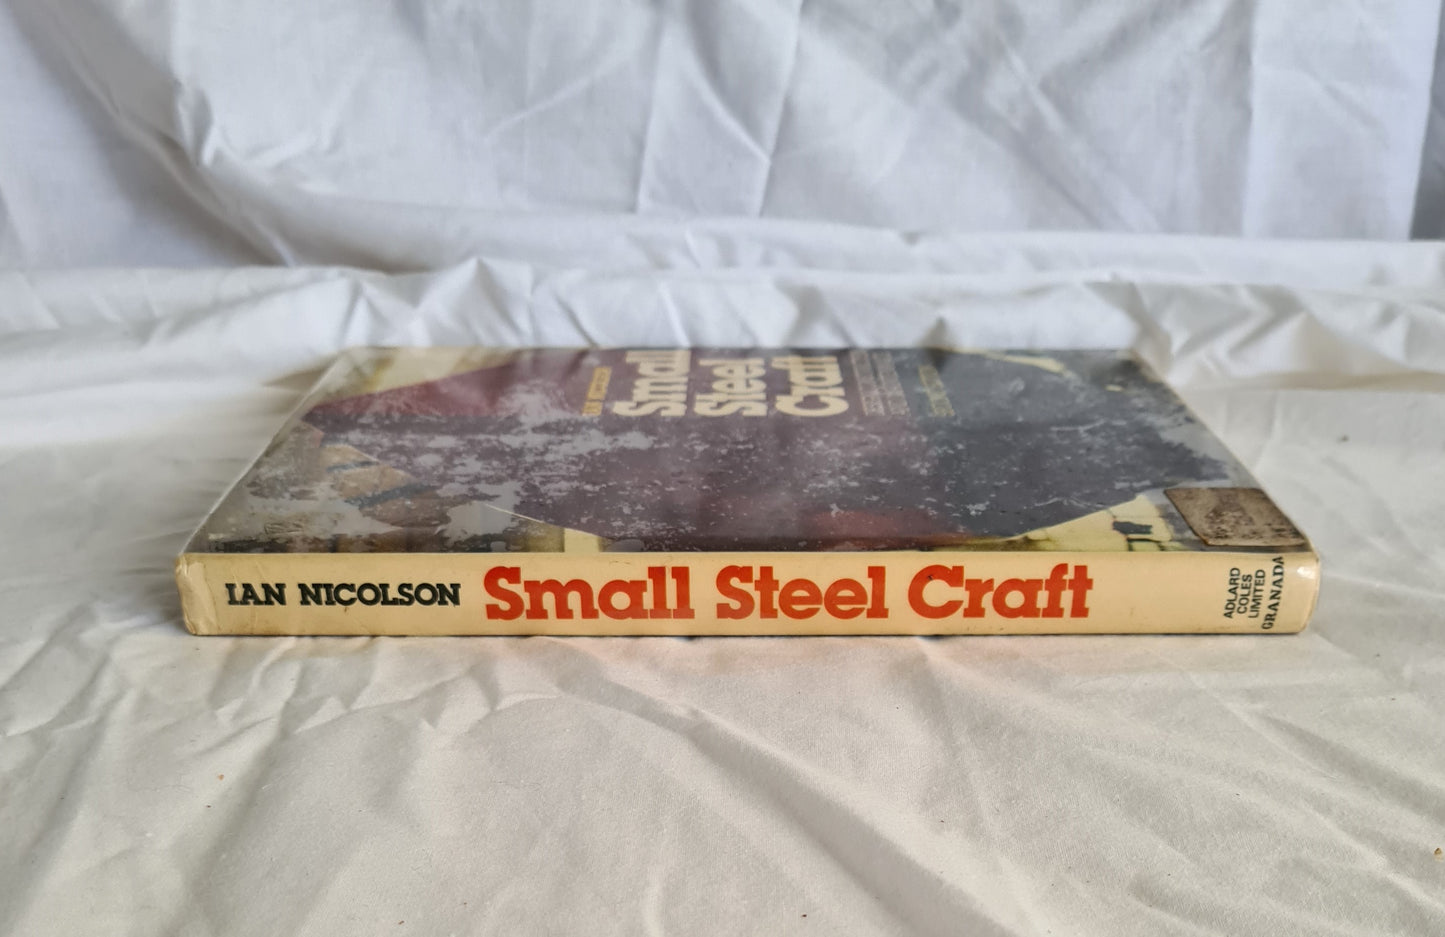 IAN NICOLSON Small Steel Craft
ADLARD
COLES
LIMITED
GRANADA
Small
Steel
Craft